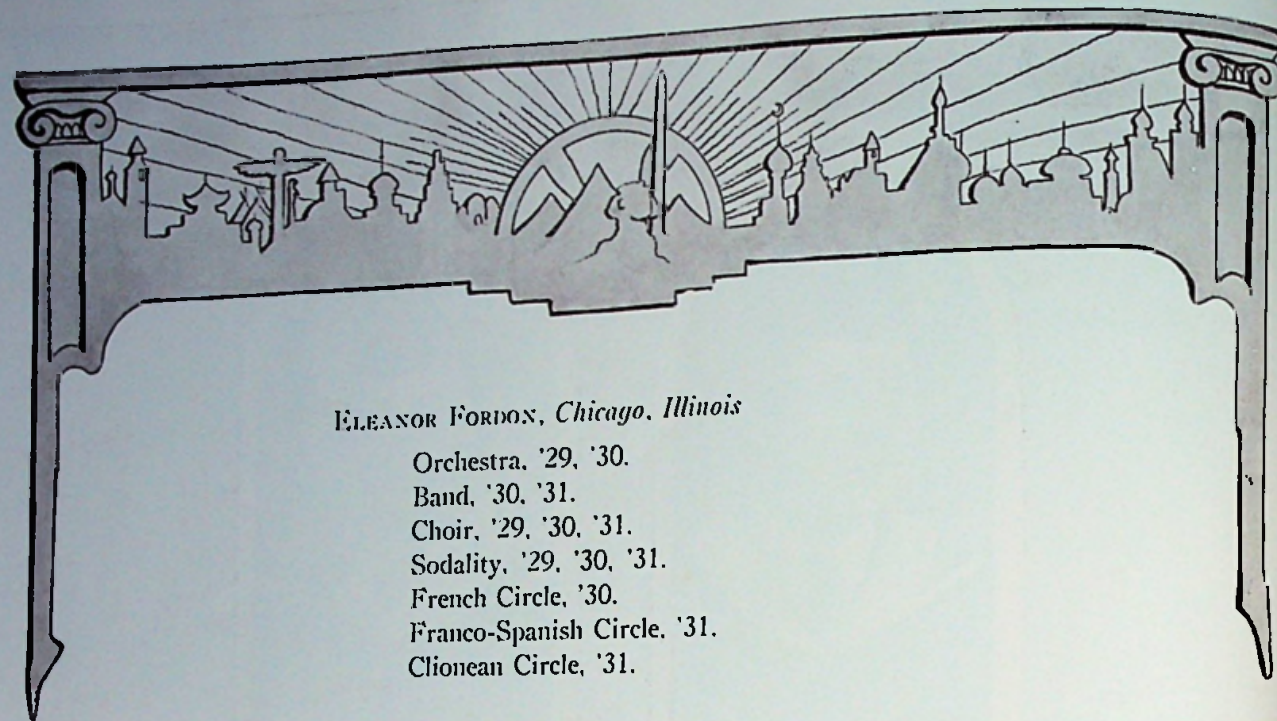 ELEANOR FORDON, Chicago, Illinois
Orchestra, '29, '30.
Band, '30, '31.
Choir, '29, '30, '31.
Sodality, '29, '30, '31.
French Circle, '30.
Franco-Spanish Circle, '31.
Clionean Circle, '31.